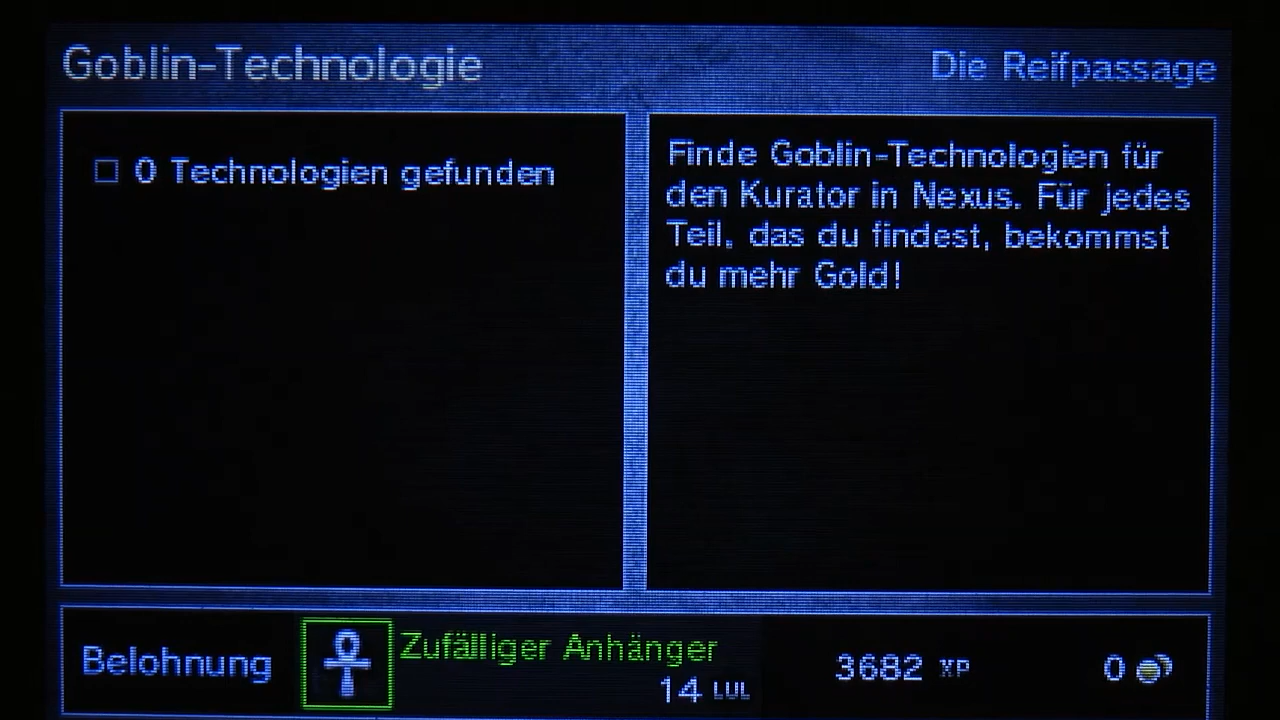 Goblin-Technologie
Die Reifpassage
0 Technologien gefunden
Finde Goblin-Technologien für
den Kurator in Nexus. Für jedes
Teil, das du findest, bekommst
du mehr Gold!
Belohnung
Zufälliger Anhänger
14 LVL
3682 XP
0